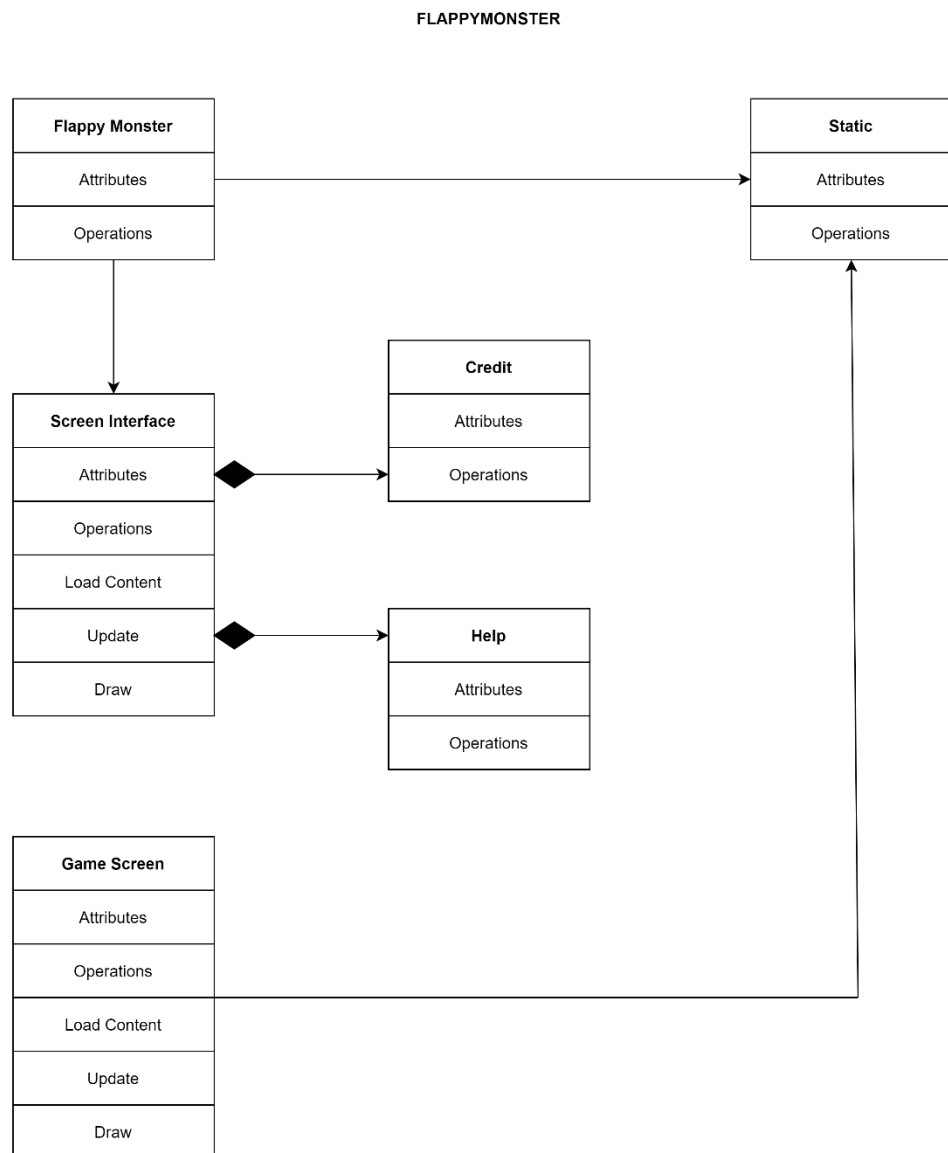 FLAPPYMONSTER
Flappy Monster
Attributes
Operations
Static
Attributes
Operations
Screen Interface
Attributes
Operations
Load Content
Update
Draw
Credit
Attributes
Operations
Help
Attributes
Operations
Game Screen
Attributes
Operations
Load Content
Update
Draw